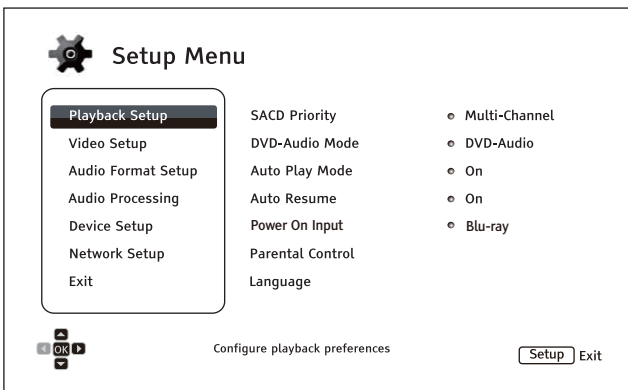 Setup Menu
Playback Setup
Video Setup
Audio Format Setup
Audio Processing
Device Setup
Network Setup
Exit
SACD Priority Multi-Channel
DVD-Audio Mode DVD-Audio
Auto Play Mode On
Auto Resume On
Power On Input Blu-ray
Parental Control
Language
OK
Configure playback preferences
Setup Exit